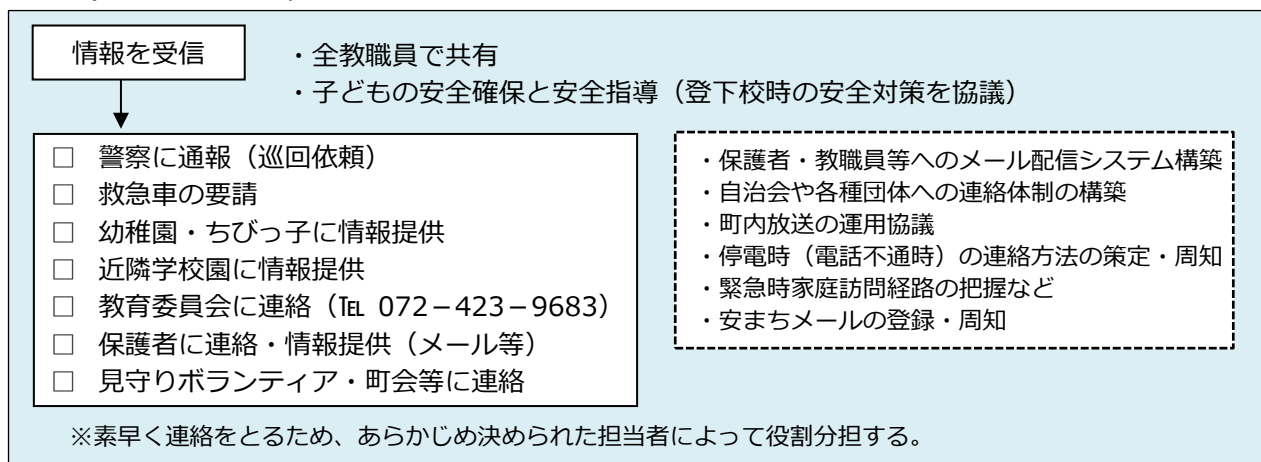 情報を受信
・全教職員で共有
・子どもの安全確保と安全指導（登下校時の安全対策を協議）
□ 警察に通報（巡回依頼）
□ 救急車の要請
□ 幼稚園・ちびっ子に情報提供
□ 近隣学校園に情報提供
□ 教育委員会に連絡（℡ 072－423－9683）
□ 保護者に連絡・情報提供（メール等）
□ 見守りボランティア・町会等に連絡
・保護者・教職員等へのメール配信システム構築
・自治会や各種団体への連絡体制の構築
・町内放送の運用協議
・停電時（電話不通時）の連絡方法の策定・周知
・緊急時家庭訪問経路の把握など
・安まちメールの登録・周知
※素早く連絡をとるため、あらかじめ決められた担当者によって役割分担する。